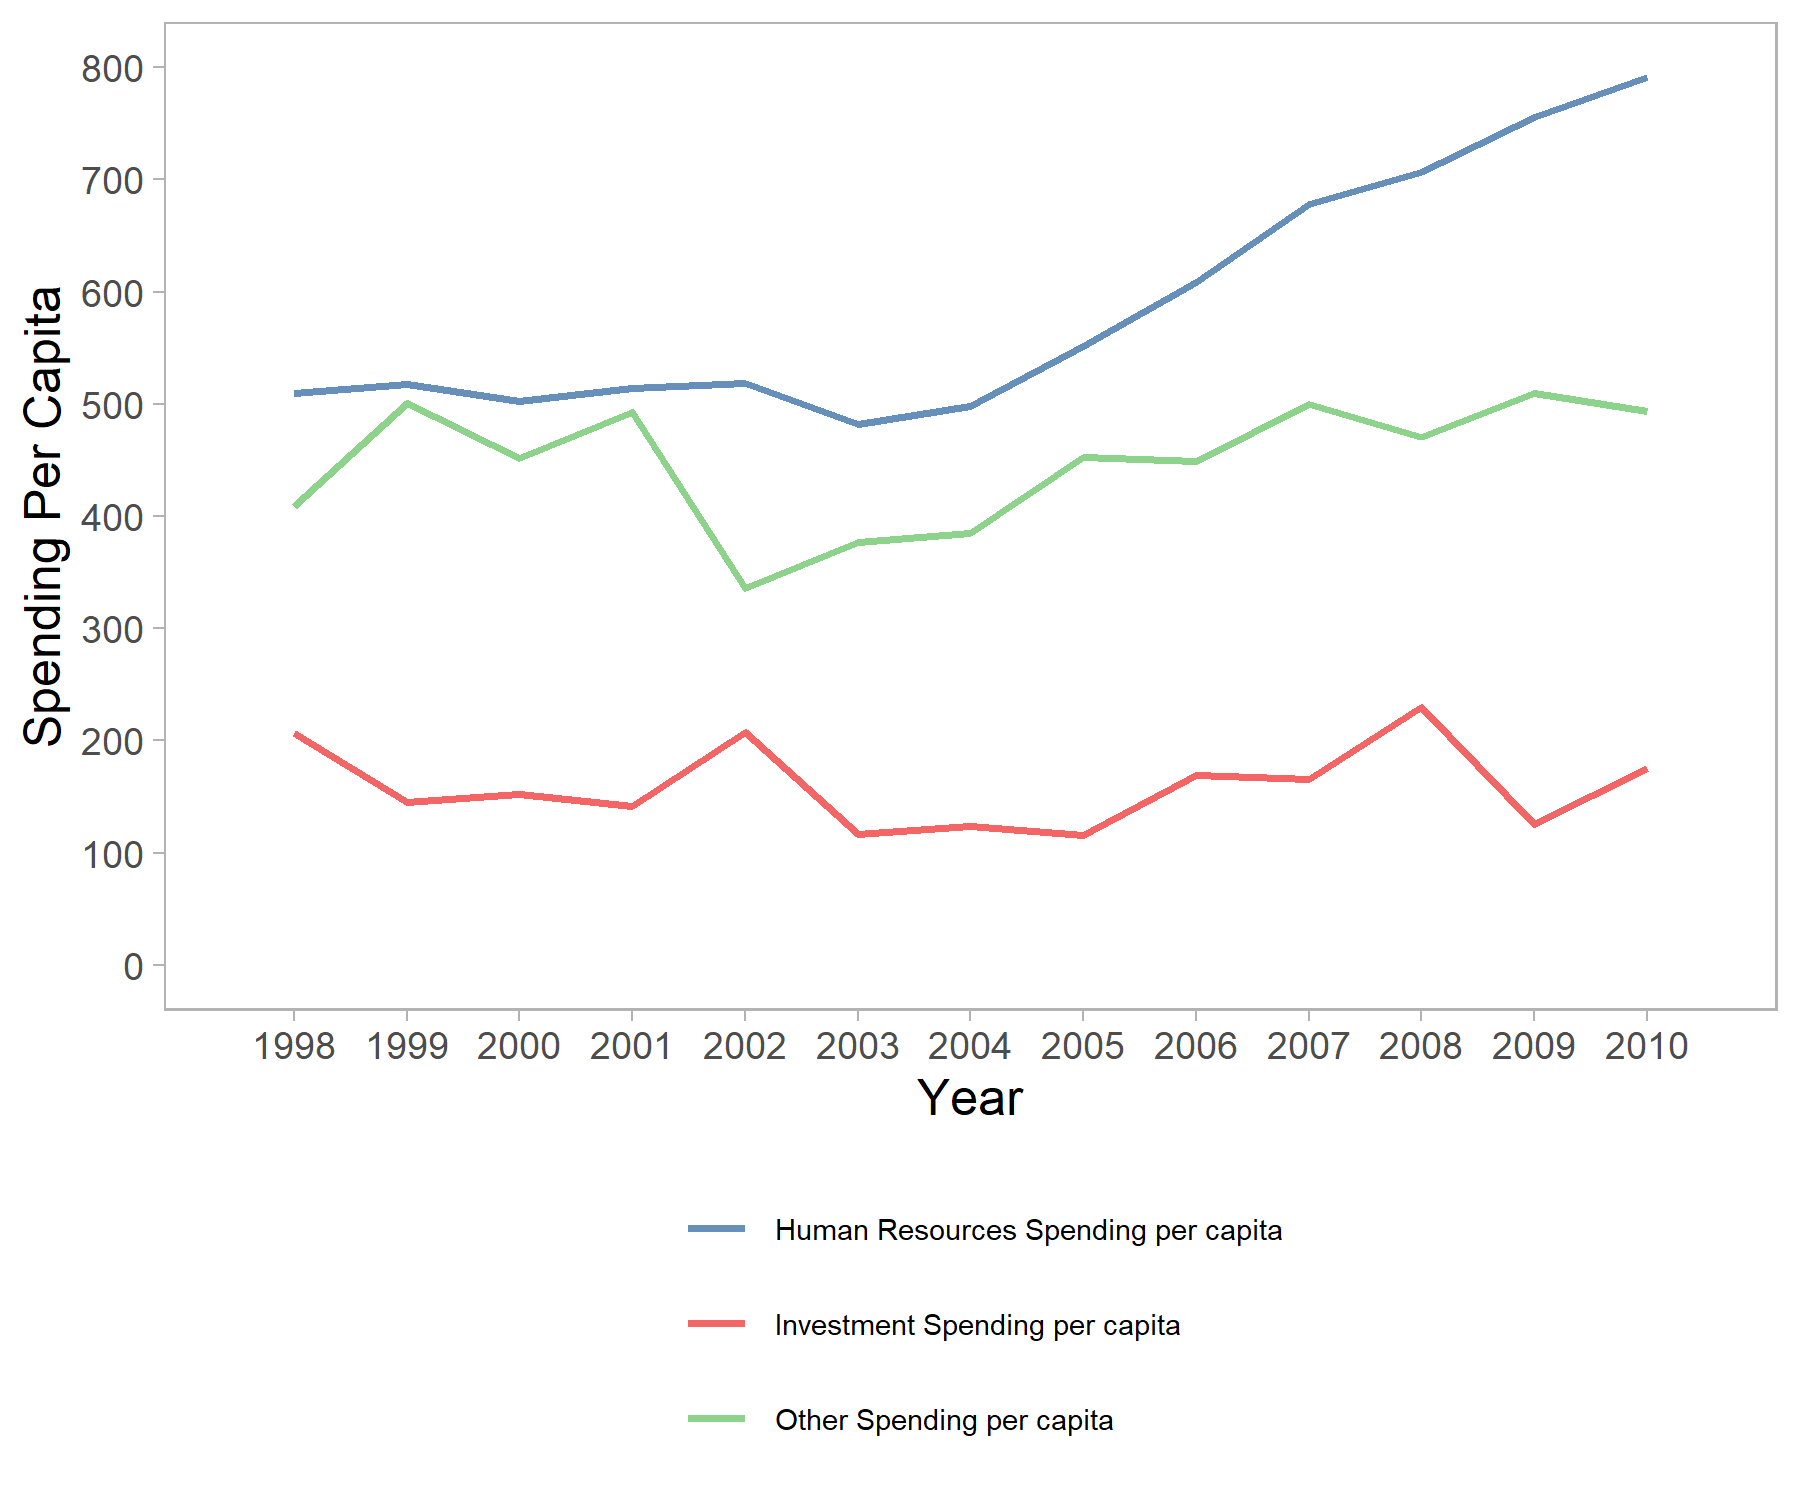 Spending Per Capita
800
700
600
500
400
300
200
100
0
1998 1999 2000 2001 2002 2003 2004 2005 2006 2007 2008 2009 2010
Year
Human Resources Spending per capita
Investment Spending per capita
Other Spending per capita